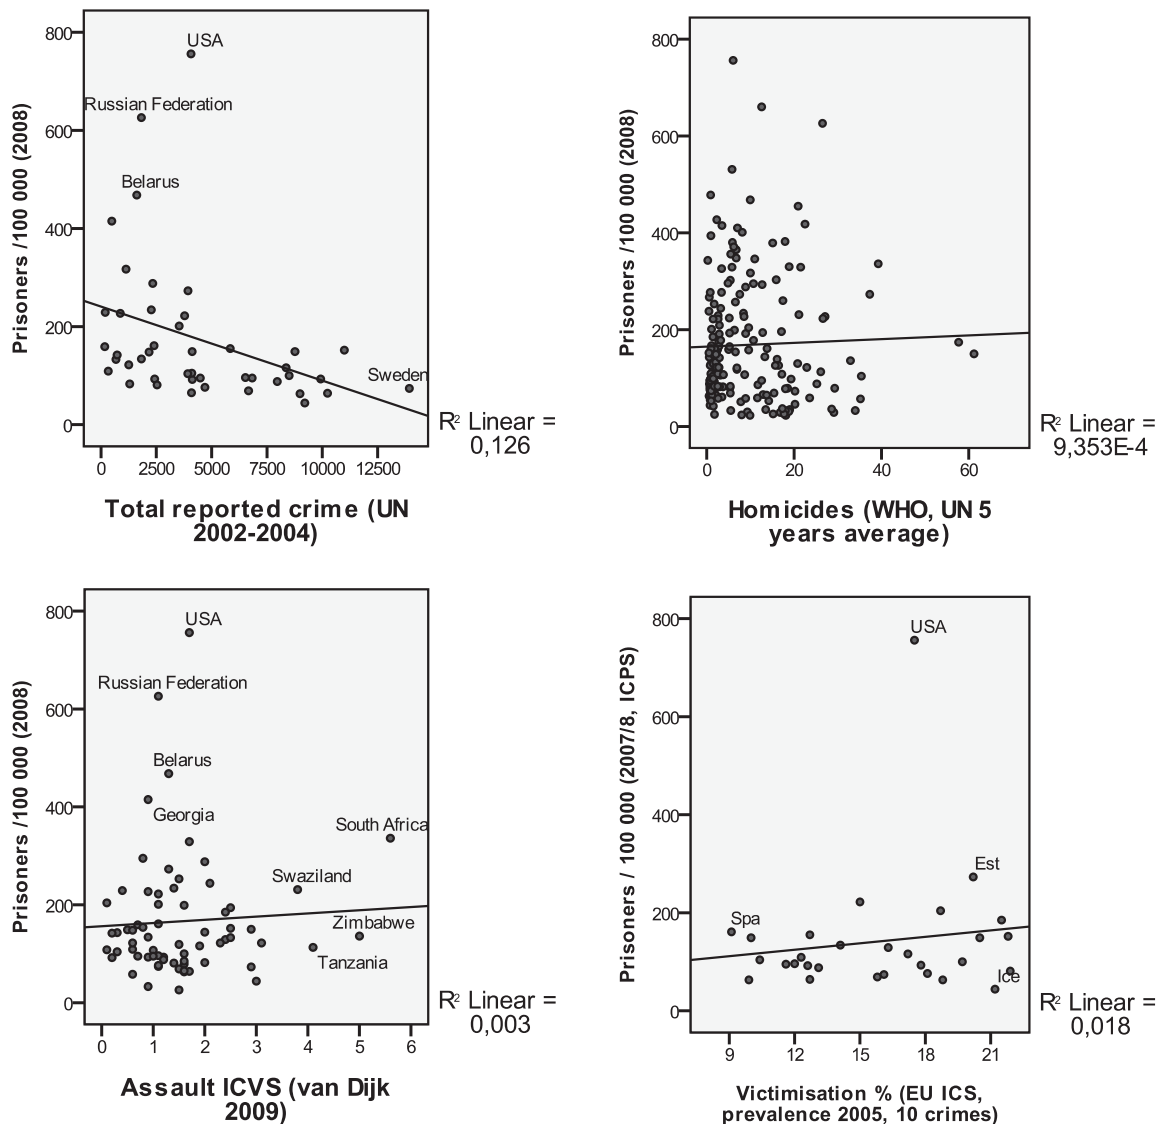 Prisoners /100 000 (2008)
800
600
400
200
0
USA
Russian Federation
Belarus
Sweden
0 2500 5000 7500 10000 12500
Total reported crime (UN
2002-2004)
R² Linear =
0,126
Prisoners /100 000 (2008)
800
600
400
200
0
0 20 40 60
Homicides (WHO, UN 5
years average)
R² Linear =
9,353E-4
Prisoners /100 000 (2008)
800
600
400
200
0
USA
Russian Federation
Belarus
Georgia
South Africa
Swaziland
Zimbabwe
Tanzania
0 1 2 3 4 5 6
Assault ICVS (van Dijk
2009)
R² Linear =
0,003
Prisoners / 100 000 (2007/8, ICPS)
800
600
400
200
0
USA
Est
Spa
Ice
9 12 15 18 21
Victimisation % (EU ICS,
prevalence 2005, 10 crimes)
R² Linear =
0,018